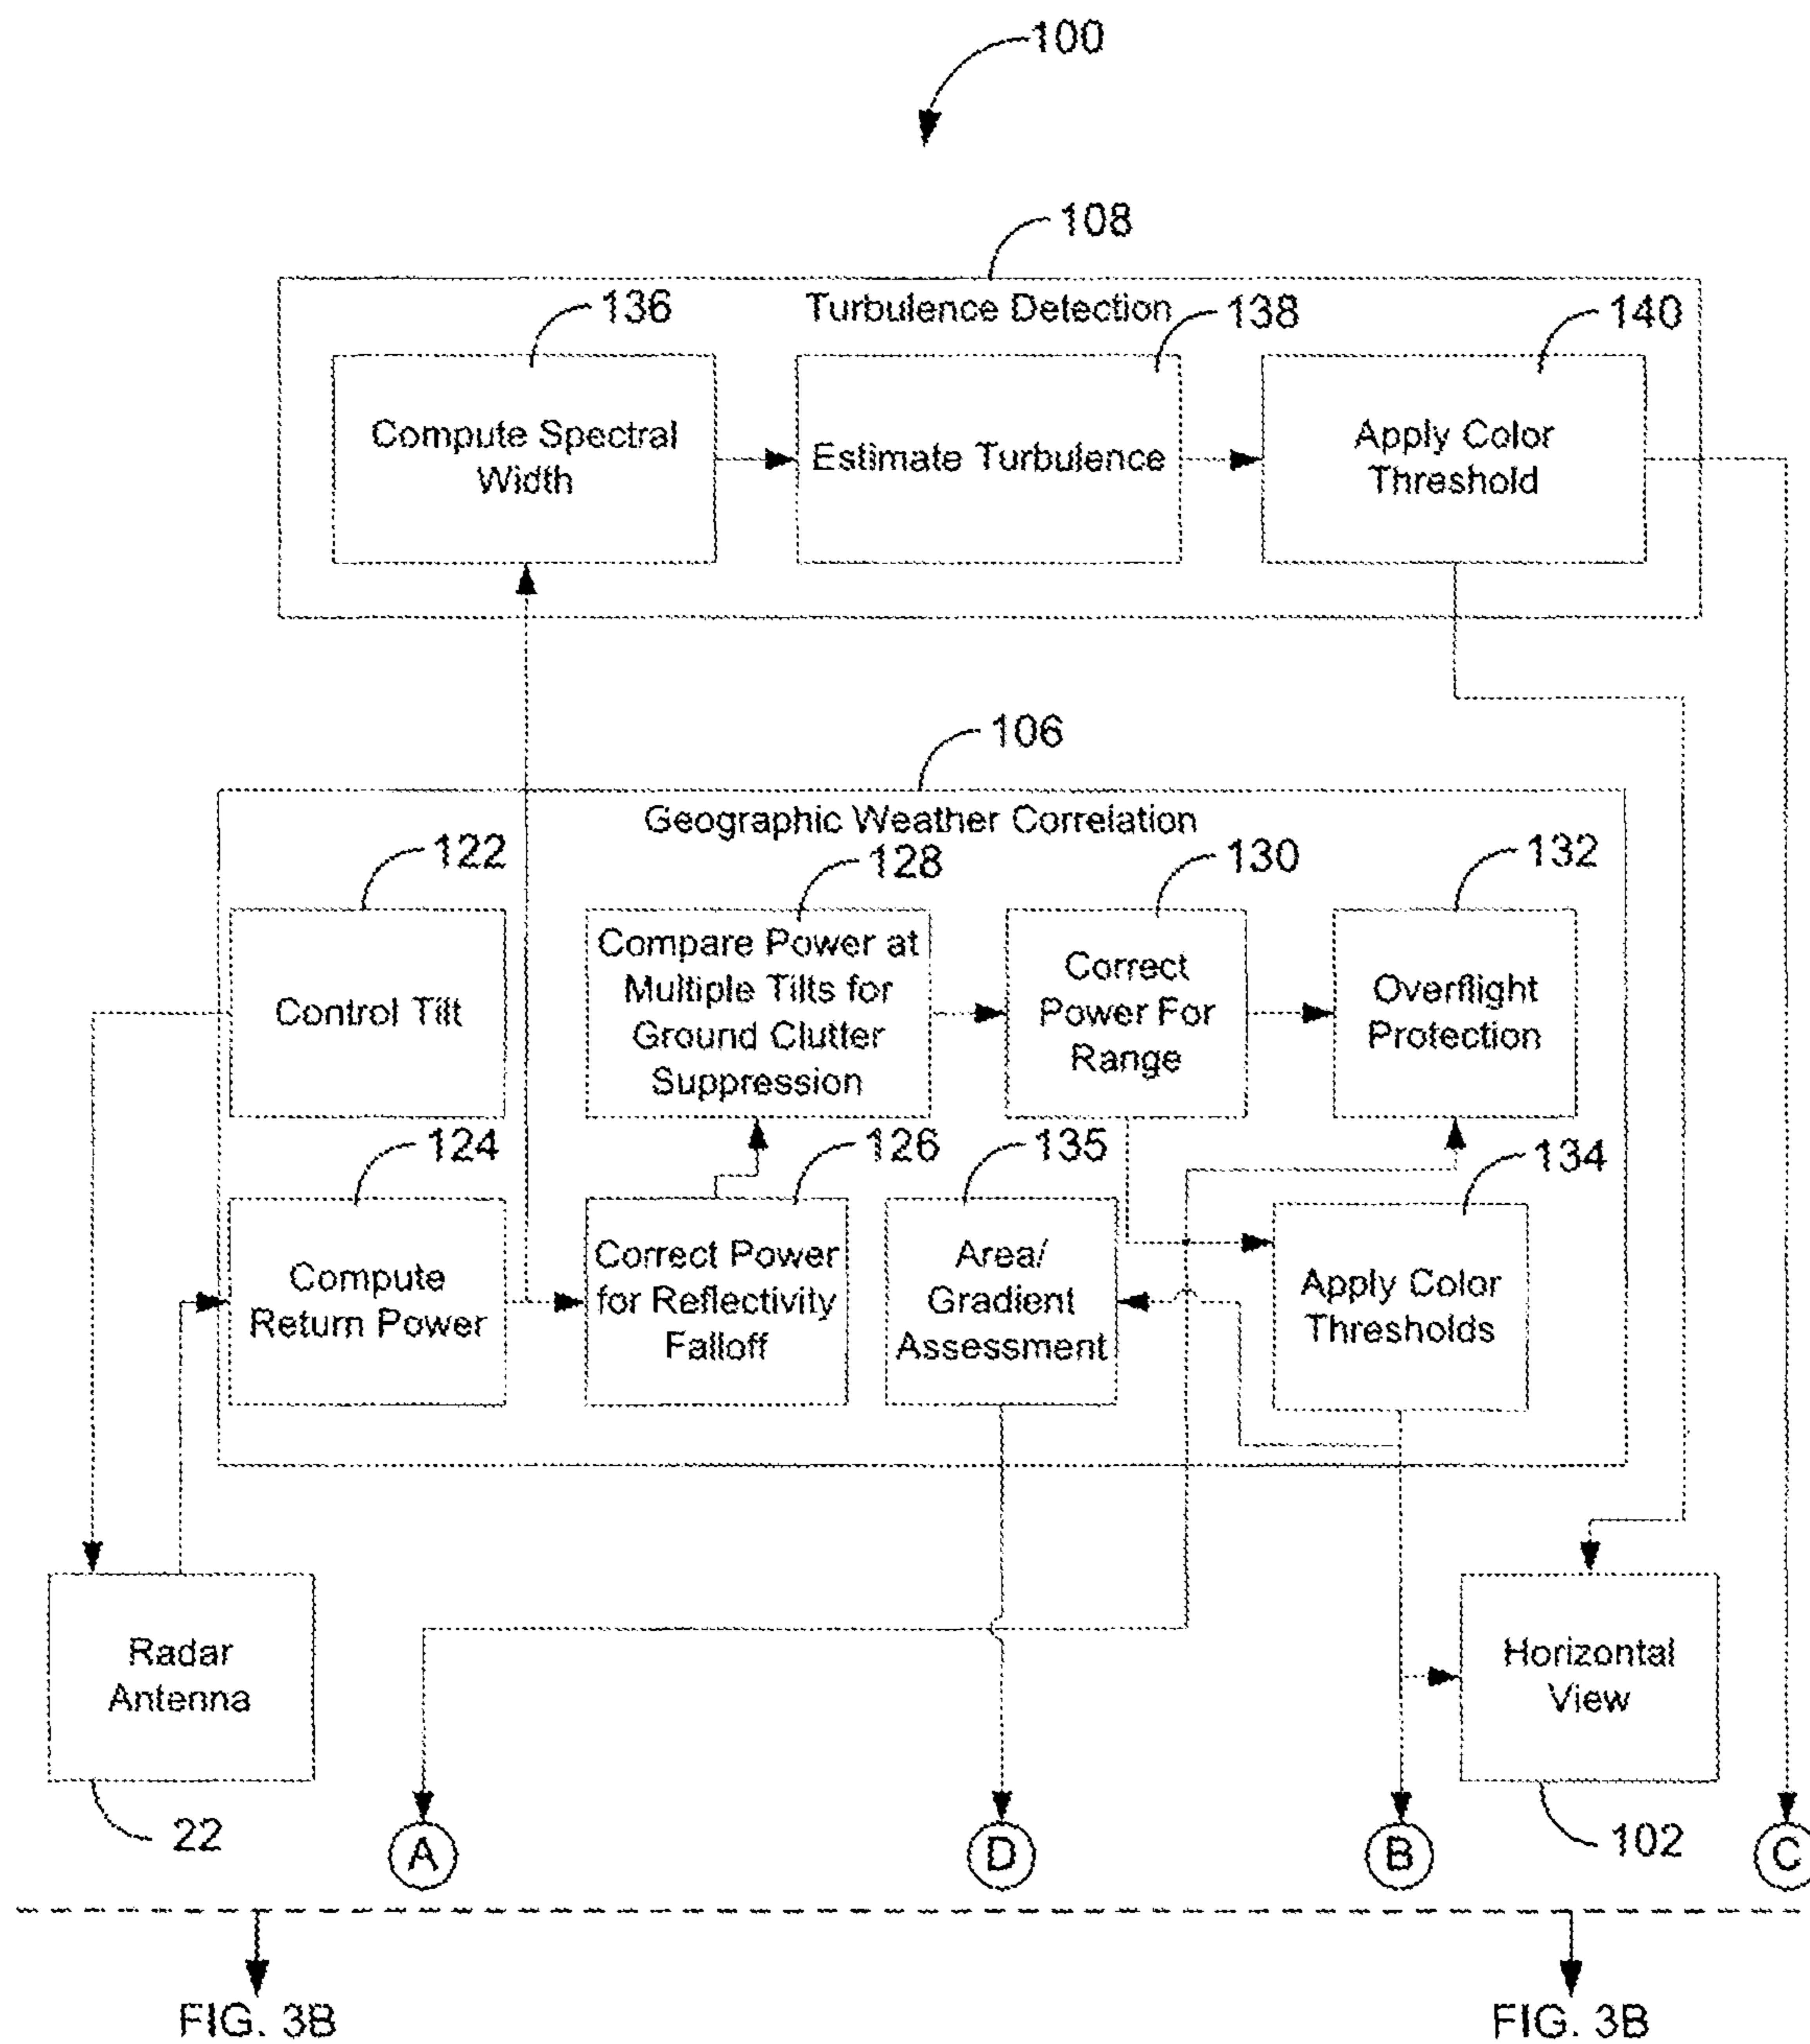 100
108
Turbulence Detection
136
138
140
Compute Spectral
Width
Estimate Turbulence
Apply Color
Threshold
106
Geographic Weather Correlation
122
128
130
132
Control Tilt
Compare Power at
Multiple Tilts for
Ground Clutter
Suppression
Correct
Power For
Range
Overflight
Protection
124
126
135
134
Compute
Return Power
Correct Power
for Reflectivity
Falloff
Area/
Gradient
Assessment
Apply Color
Thresholds
Radar
Antenna
Horizontal
View
22
A
D
B
102
C
FIG. 3B
FIG. 3B